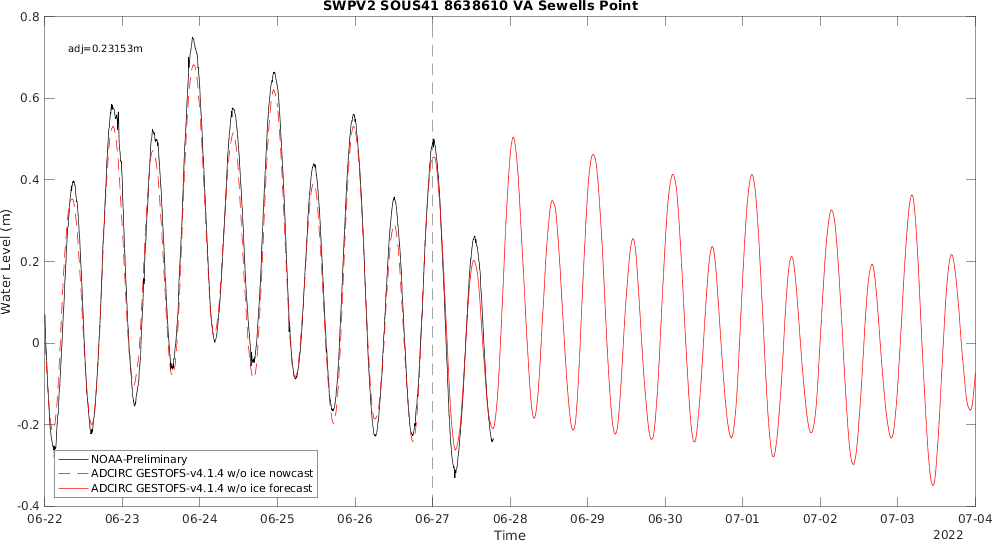 SWPV2 SOUS41 8638610 VA Sewells Point
adj=0.23153m
Water Level (m)
0.8
0.6
0.4
0.2
0
-0.2
-0.4
NOAA-Preliminary
ADCIRC GESTOFS-v4.1.4 w/o ice nowcast
ADCIRC GESTOFS-v4.1.4 w/o ice forecast
06-22 06-23 06-24 06-25 06-26 06-27 06-28 06-29 06-30 07-01 07-02 07-03 07-04
Time
2022